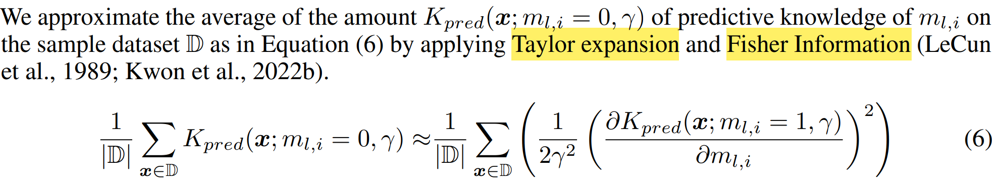 We approximate the average of the amount $K_{pred}(\boldsymbol{x}; m_{l,i} = 0, \gamma)$ of predictive knowledge of $m_{l,i}$ on
the sample dataset $\mathbb{D}$ as in Equation (6) by applying Taylor expansion and Fisher Information (LeCun
et al., 1989; Kwon et al., 2022b).
$\frac{1}{|\mathbb{D}|} \sum_{\boldsymbol{x} \in \mathbb{D}} K_{pred}(\boldsymbol{x}; m_{l,i} = 0, \gamma) \approx \frac{1}{|\mathbb{D}|} \sum_{\boldsymbol{x} \in \mathbb{D}} \left( \frac{1}{2\gamma^2} \left( \frac{\partial K_{pred}(\boldsymbol{x}; m_{l,i} = 1, \gamma)}{\partial m_{l,i}} \right)^2 \right)$ (6)